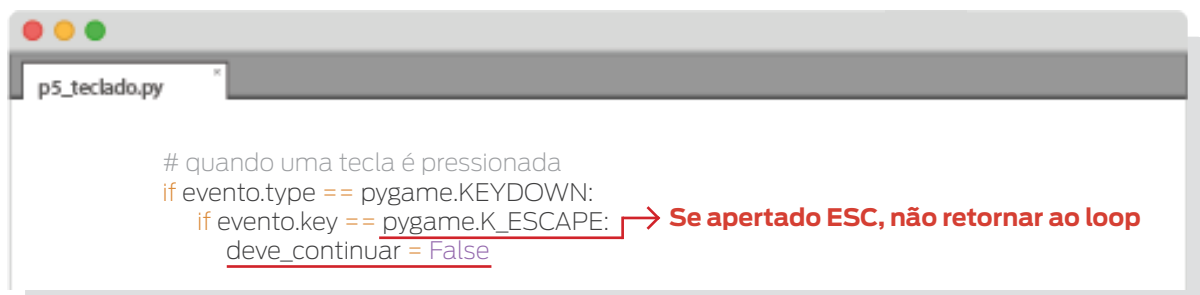 p5_teclado.py ×
# quando uma tecla é pressionada
if evento.type == pygame.KEYDOWN:
if evento.key == pygame.K_ESCAPE: Se apertado ESC, não retornar ao loop
deve_continuar = False